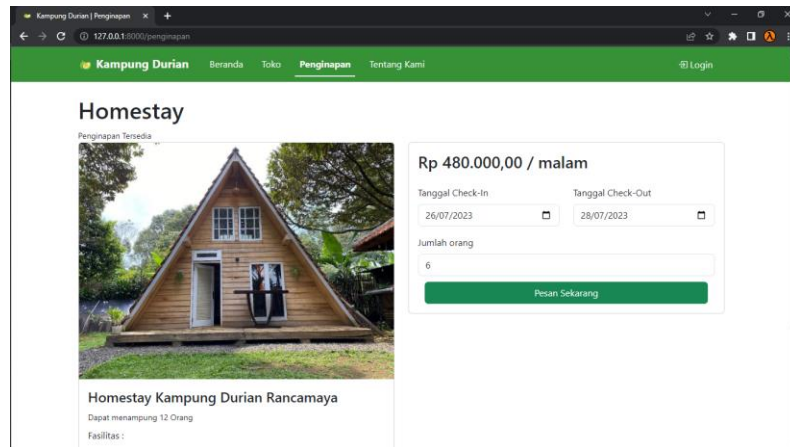 Kampung Durian | Penginapan
127.0.0.1:8000/penginapan
Kampung Durian Beranda Toko Penginapan Tentang Kami Login
Homestay
Penginapan Tersedia
Rp 480.000,00 / malam
Tanggal Check-In Tanggal Check-Out
26/07/2023 28/07/2023
Jumlah orang
6
Pesan Sekarang
Homestay Kampung Durian Rancamaya
Dapat menampung 12 Orang
Fasilitas :